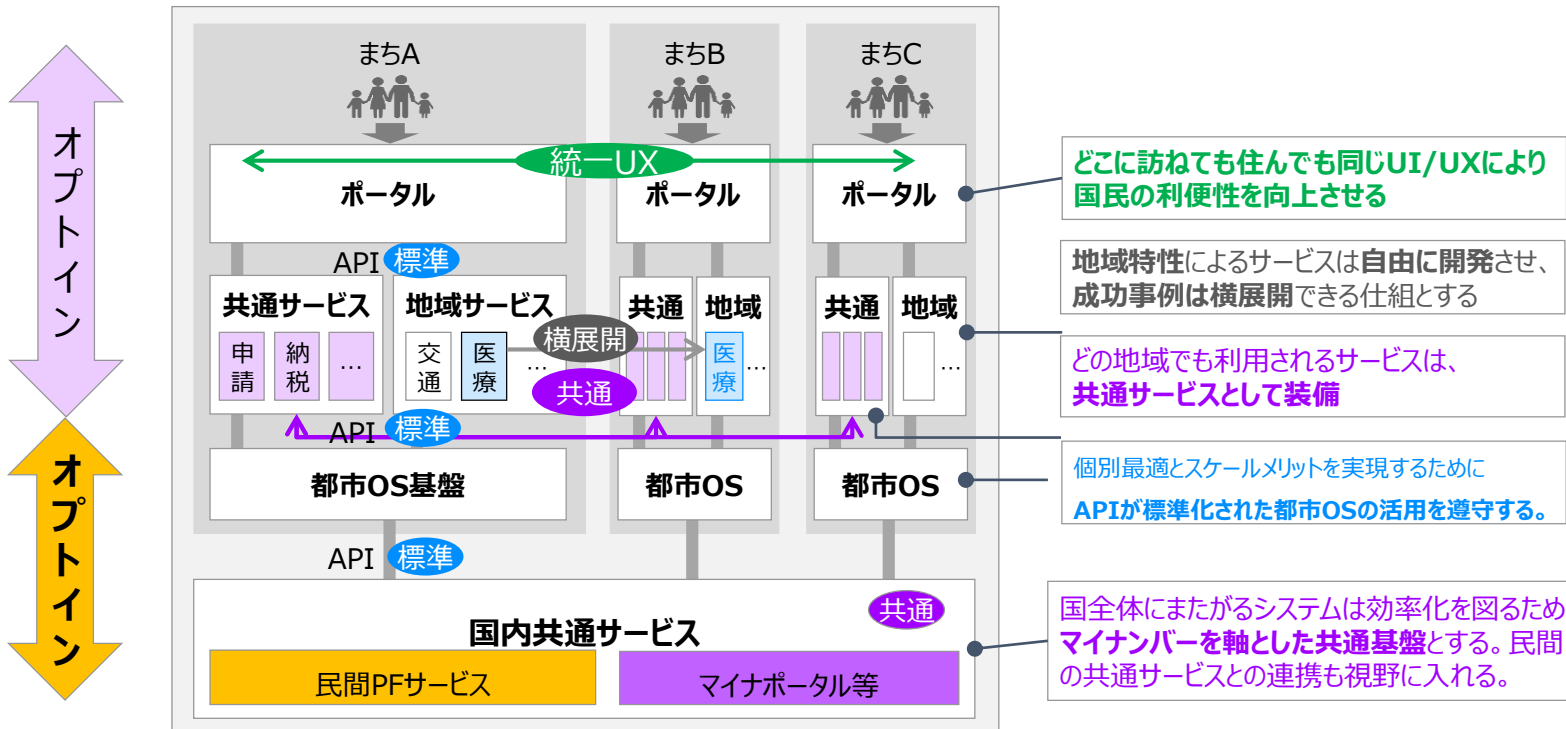 まちA
まちB
まちC
オプトイン
統一UX
ポータル
ポータル
ポータル
どこに訪ねても住んでも同じUI/UXにより
国民の利便性を向上させる
API 標準
地域特性によるサービスは自由に開発させ、
成功事例は横展開できる仕組とする
共通サービス
申請
納税
…
地域サービス
交通
医療
…
横展開
共通
共通
地域
医療
…
共通
地域
…
どの地域でも利用されるサービスは、
共通サービスとして装備
API 標準
オプトイン
都市OS基盤
都市OS
都市OS
個別最適とスケールメリットを実現するために
APIが標準化された都市OSの活用を遵守する。
API 標準
共通
国内共通サービス
民間PFサービス
マイナポータル等
国全体にまたがるシステムは効率化を図るため
マイナンバーを軸とした共通基盤とする。民間
の共通サービスとの連携も視野に入れる。